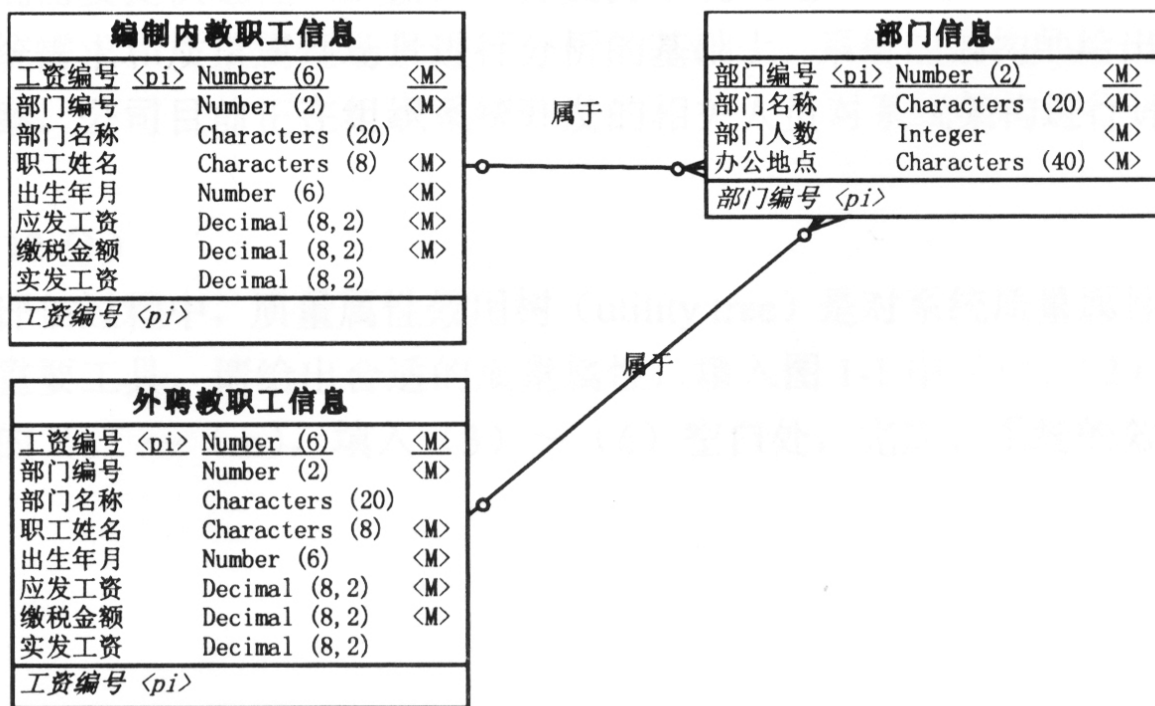 编制内教职工信息
工资编号 <pi> Number (6) <M>
部门编号 Number (2) <M>
部门名称 Characters (20)
职工姓名 Characters (8) <M>
出生年月 Number (6) <M>
应发工资 Decimal (8,2) <M>
缴税金额 Decimal (8,2) <M>
实发工资 Decimal (8,2)
工资编号 <pi>
属于
部门信息
部门编号 <pi> Number (2) <M>
部门名称 Characters (20) <M>
部门人数 Integer <M>
办公地点 Characters (40) <M>
部门编号 <pi>
属于
外聘教职工信息
工资编号 <pi> Number (6) <M>
部门编号 Number (2) <M>
部门名称 Characters (20)
职工姓名 Characters (8) <M>
出生年月 Number (6) <M>
应发工资 Decimal (8,2) <M>
缴税金额 Decimal (8,2) <M>
实发工资 Decimal (8,2)
工资编号 <pi>